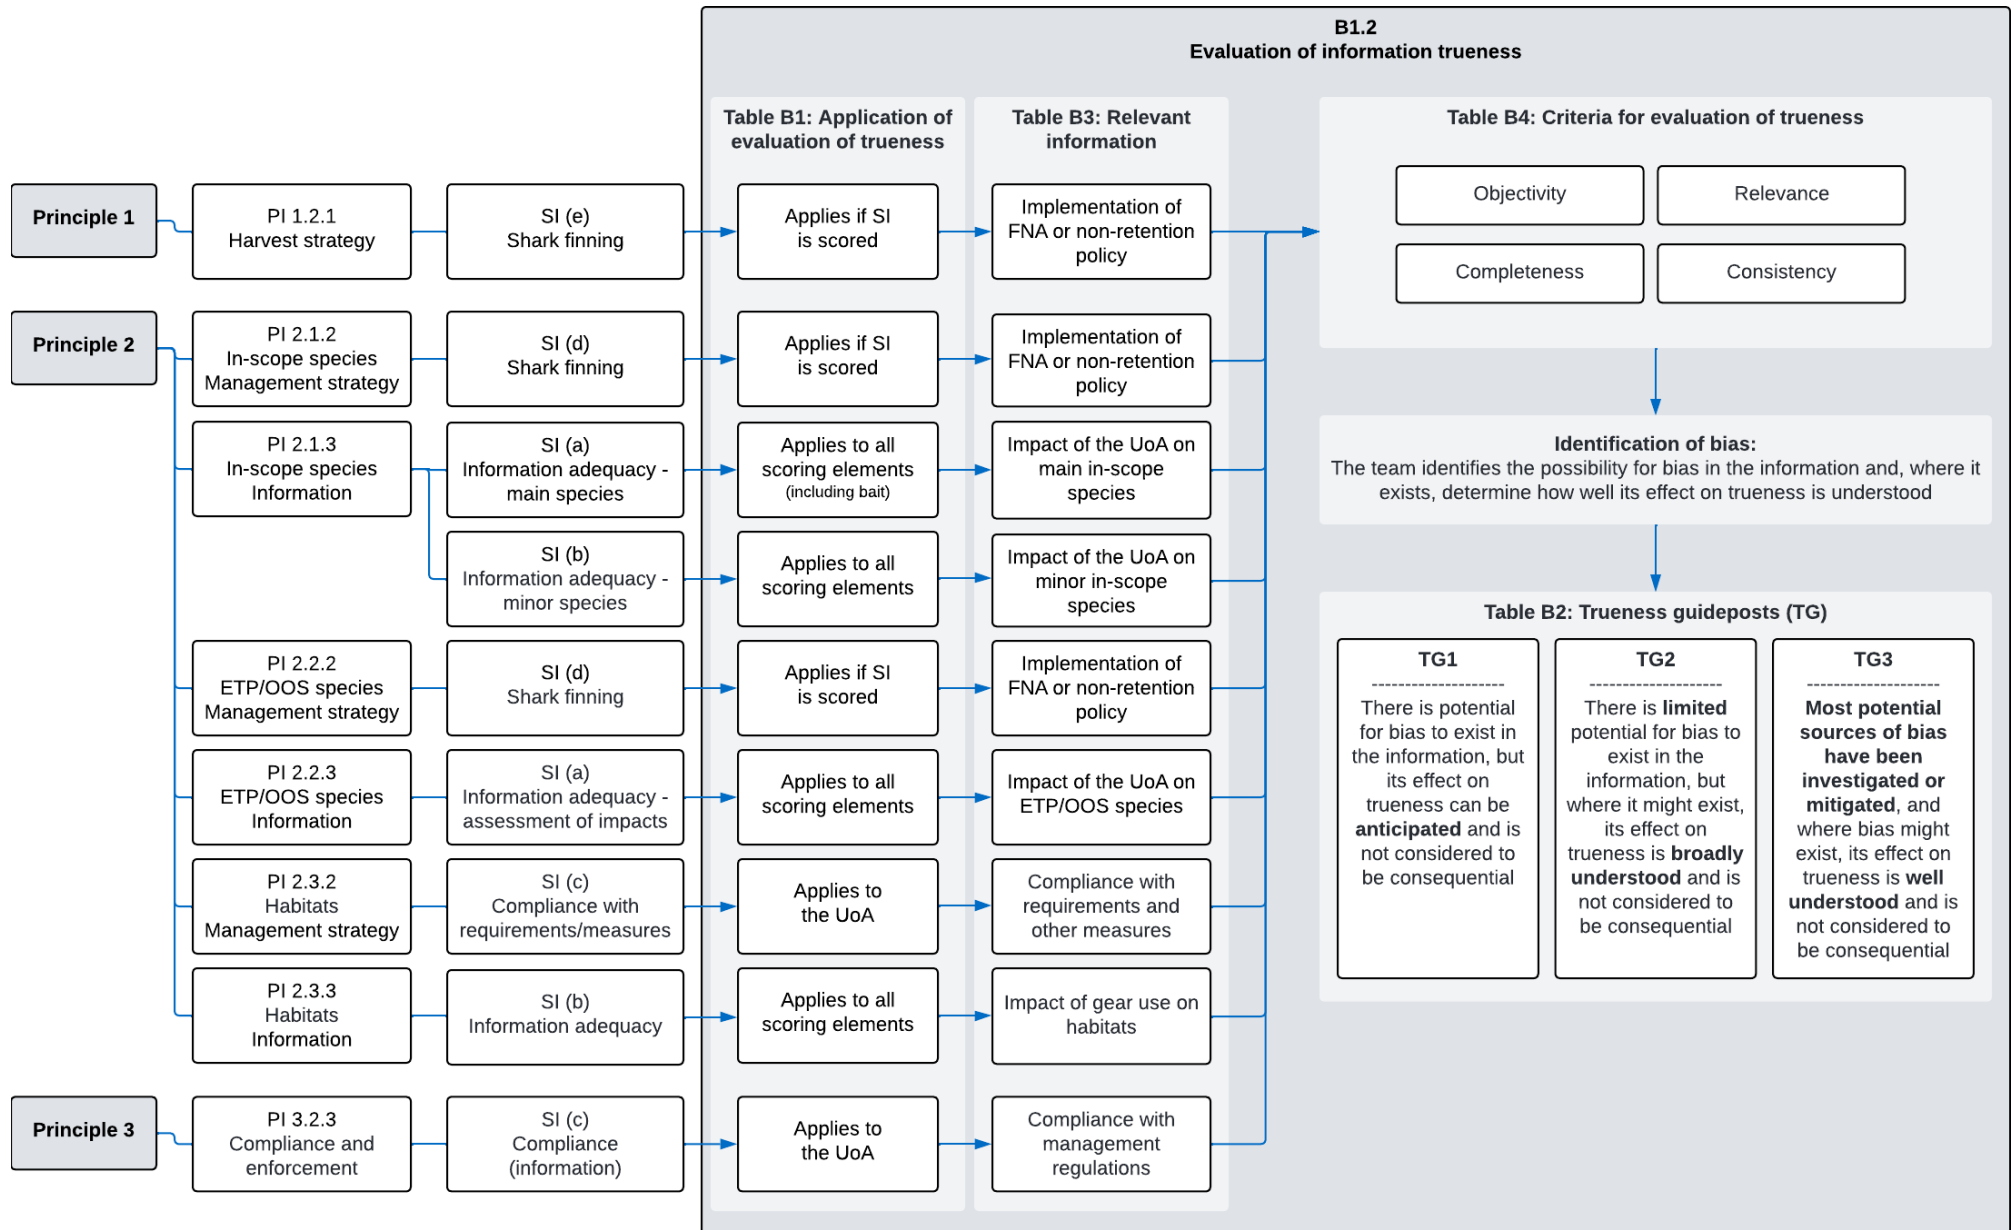 B1.2
Evaluation of information trueness
Table B1: Application of
evaluation of trueness
Table B3: Relevant
information
Table B4: Criteria for evaluation of trueness
Objectivity
Relevance
Completeness
Consistency
Principle 1
PI 1.2.1
Harvest strategy
SI (e)
Shark finning
Applies if SI
is scored
Implementation of
FNA or non-retention
policy
Principle 2
PI 2.1.2
In-scope species
Management strategy
SI (d)
Shark finning
Applies if SI
is scored
Implementation of
FNA or non-retention
policy
PI 2.1.3
In-scope species
Information
SI (a)
Information adequacy -
main species
Applies to all
scoring elements
(including bait)
Impact of the UoA on
main in-scope
species
SI (b)
Information adequacy -
minor species
Applies to all
scoring elements
Impact of the UoA on
minor in-scope
species
PI 2.2.2
ETP/OOS species
Management strategy
SI (d)
Shark finning
Applies if SI
is scored
Implementation of
FNA or non-retention
policy
PI 2.2.3
ETP/OOS species
Information
SI (a)
Information adequacy -
assessment of impacts
Applies to all
scoring elements
Impact of the UoA on
ETP/OOS species
PI 2.3.2
Habitats
Management strategy
SI (c)
Compliance with
requirements/measures
Applies to
the UoA
Compliance with
requirements and
other measures
PI 2.3.3
Habitats
Information
SI (b)
Information adequacy
Applies to all
scoring elements
Impact of gear use on
habitats
Principle 3
PI 3.2.3
Compliance and
enforcement
SI (c)
Compliance
(information)
Applies to
the UoA
Compliance with
management
regulations
Identification of bias:
The team identifies the possibility for bias in the information and, where it
exists, determine how well its effect on trueness is understood
Table B2: Trueness guideposts (TG)
TG1
--------------------
There is potential
for bias to exist in
the information, but
its effect on
trueness can be
anticipated and is
not considered to
be consequential
TG2
--------------------
There is limited
potential for bias to
exist in the
information, but
where it might exist,
its effect on
trueness is broadly
understood and is
not considered to
be consequential
TG3
--------------------
Most potential
sources of bias
have been
investigated or
mitigated, and
where bias might
exist, its effect on
trueness is well
understood and is
not considered to
be consequential